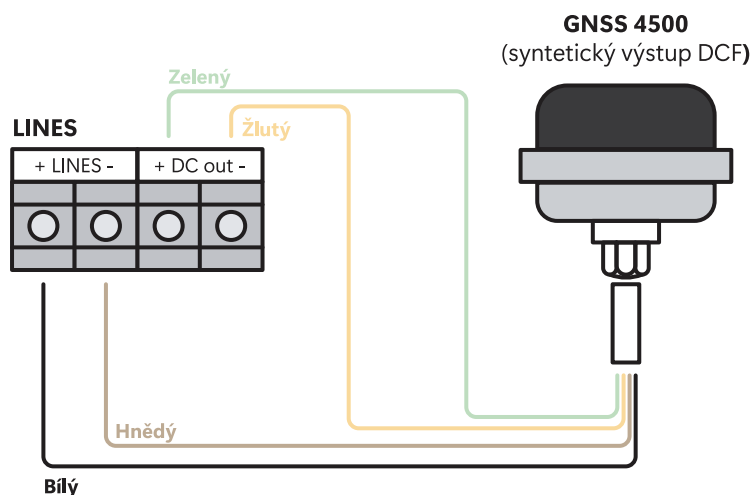 GNSS 4500
(syntetický výstup DCF)
Zelený
Žlutý
LINES
+ LINES -
+ DC out -
Hnědý
Bílý